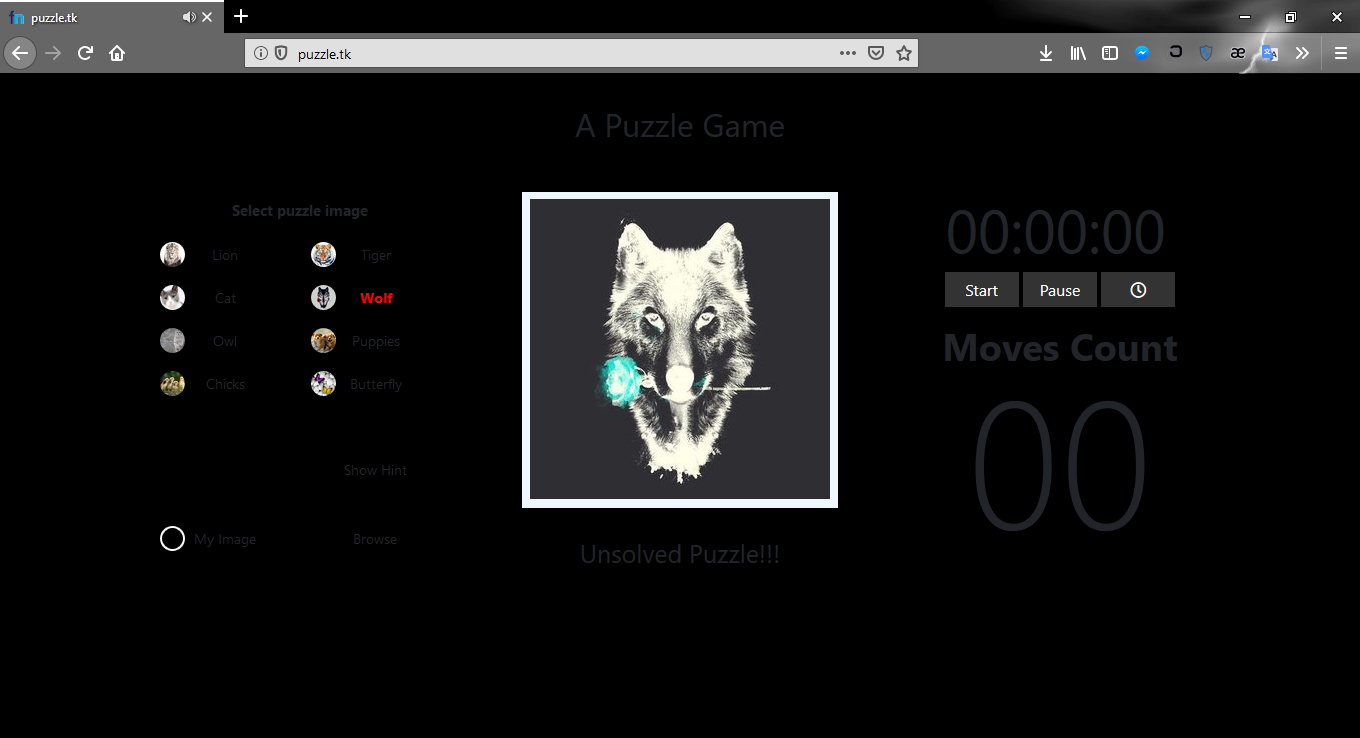 fn puzzle.tk
puzzle.tk
æ
A Puzzle Game
Select puzzle image
Lion Tiger
Cat Wolf
Owl Puppies
Chicks Butterfly
Show Hint
My Image Browse
Unsolved Puzzle!!!
00:00:00
Start Pause
Moves Count
00